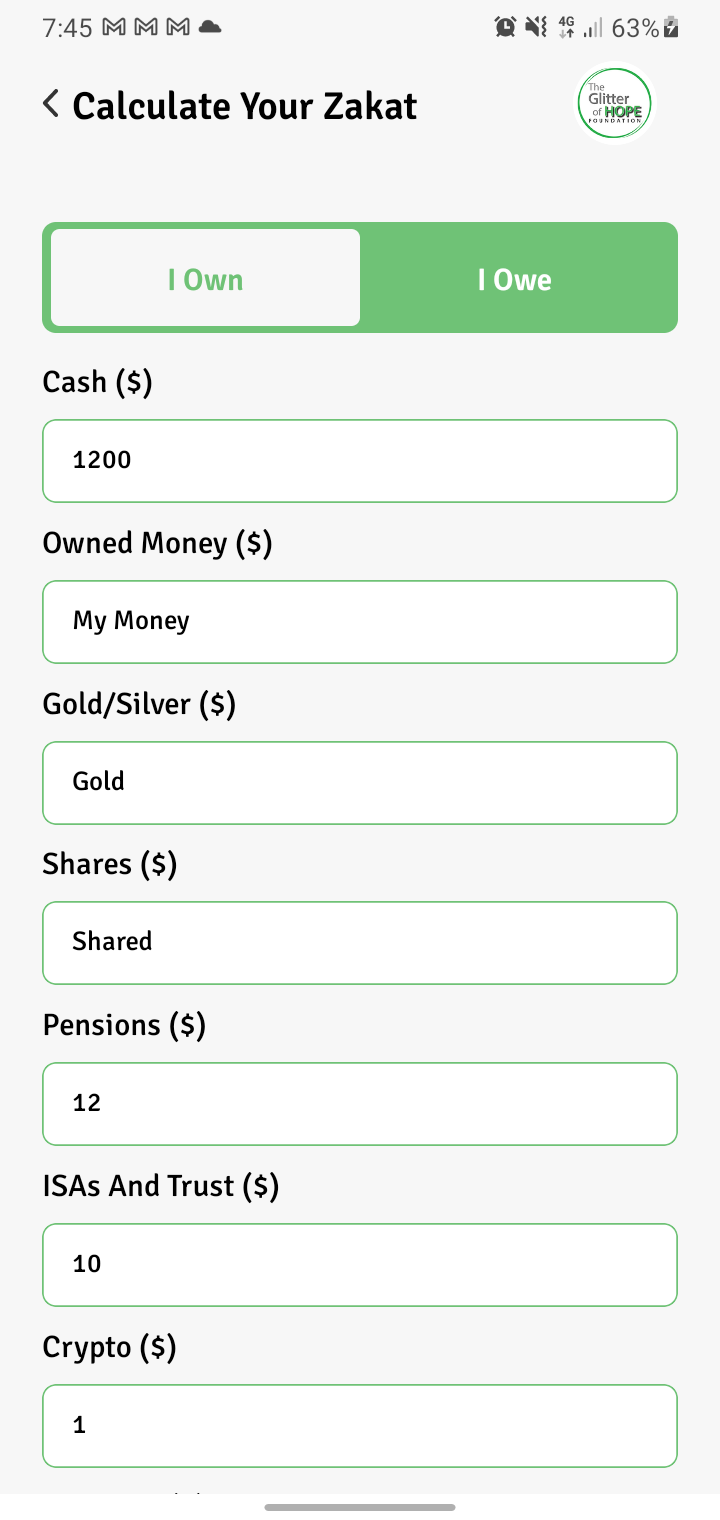 7:45
4G
63%
Calculate Your Zakat
The
Glitter
of HOPE
FOUNDATION
I Own
I Owe
Cash ($)
1200
Owned Money ($)
My Money
Gold/Silver ($)
Gold
Shares ($)
Shared
Pensions ($)
12
ISAs And Trust ($)
10
Crypto ($)
1